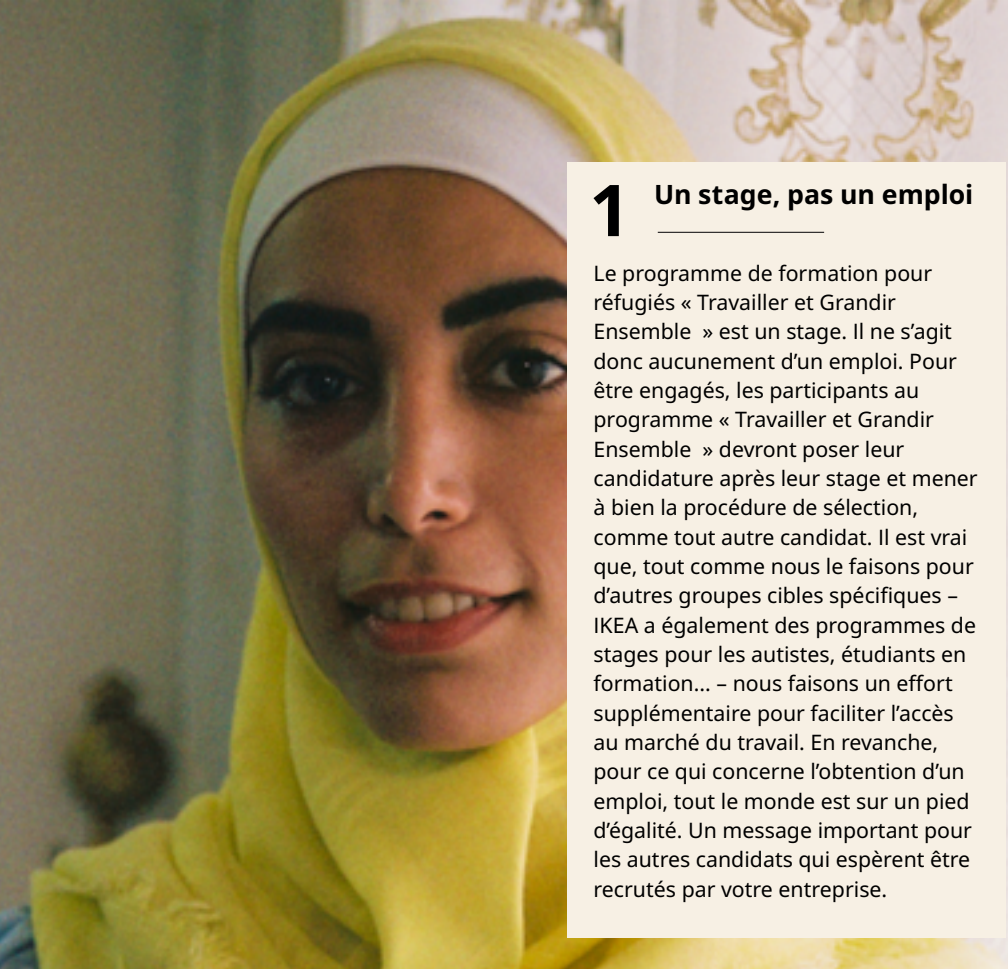 1 Un stage, pas un emploi
Le programme de formation pour
réfugiés « Travailler et Grandir
Ensemble  » est un stage. Il ne s’agit
donc aucunement d’un emploi. Pour
être engagés, les participants au
programme « Travailler et Grandir
Ensemble  » devront poser leur
candidature après leur stage et mener
à bien la procédure de sélection,
comme tout autre candidat. Il est vrai
que, tout comme nous le faisons pour
d’autres groupes cibles spécifiques –
IKEA a également des programmes de
stages pour les autistes, étudiants en
formation... – nous faisons un effort
supplémentaire pour faciliter l’accès
au marché du travail. En revanche,
pour ce qui concerne l’obtention d’un
emploi, tout le monde est sur un pied
d’égalité. Un message important pour
les autres candidats qui espèrent être
recrutés par votre entreprise.